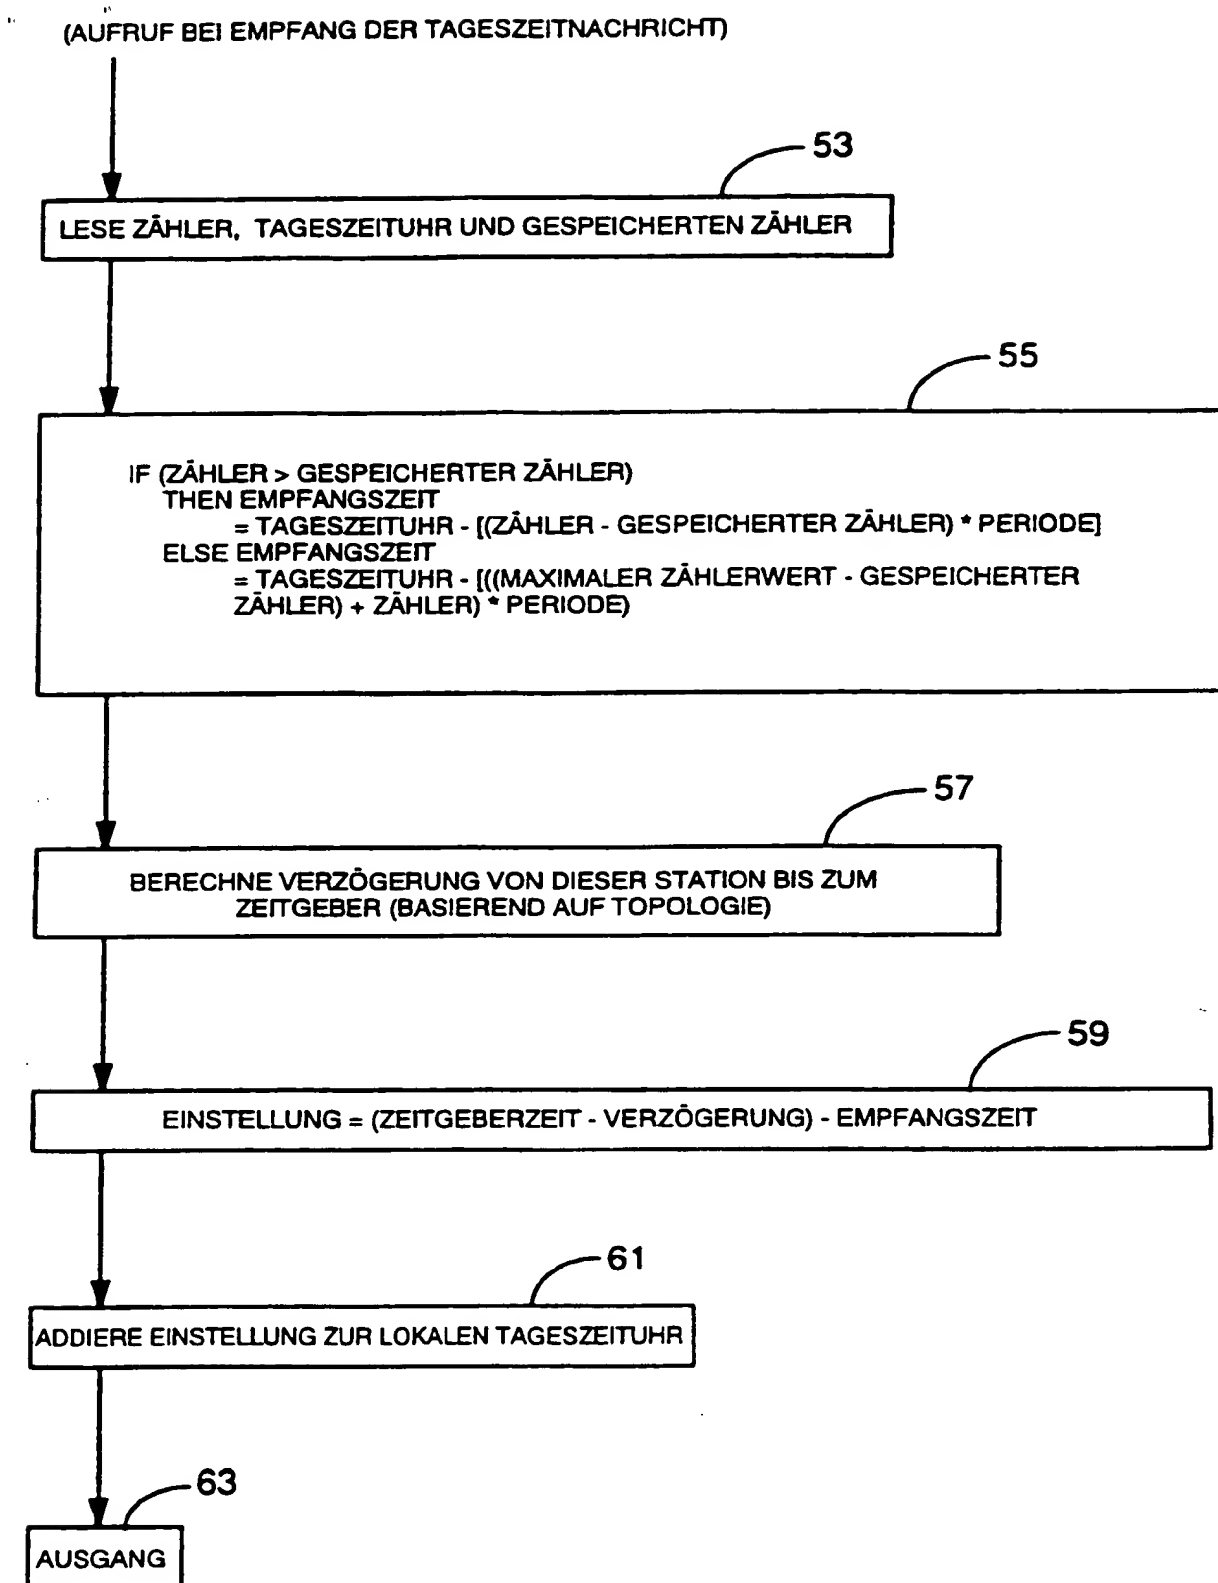 (AUFRUF BEI EMPFANG DER TAGESZEITNACHRICHT)
53
LESE ZÄHLER, TAGESZEITUHR UND GESPEICHERTEN ZÄHLER
55
IF (ZÄHLER > GESPEICHERTER ZÄHLER)
THEN EMPFANGSZEIT
= TAGESZEITUHR - [(ZÄHLER - GESPEICHERTER ZÄHLER) * PERIODE]
ELSE EMPFANGSZEIT
= TAGESZEITUHR - [((MAXIMALER ZÄHLERWERT - GESPEICHERTER
ZÄHLER) + ZÄHLER) * PERIODE)
57
BERECHNE VERZÖGERUNG VON DIESER STATION BIS ZUM
ZEITGEBER (BASIEREND AUF TOPOLOGIE)
59
EINSTELLUNG = (ZEITGEBERZEIT - VERZÖGERUNG) - EMPFANGSZEIT
61
ADDIERE EINSTELLUNG ZUR LOKALEN TAGESZEITUHR
63
AUSGANG